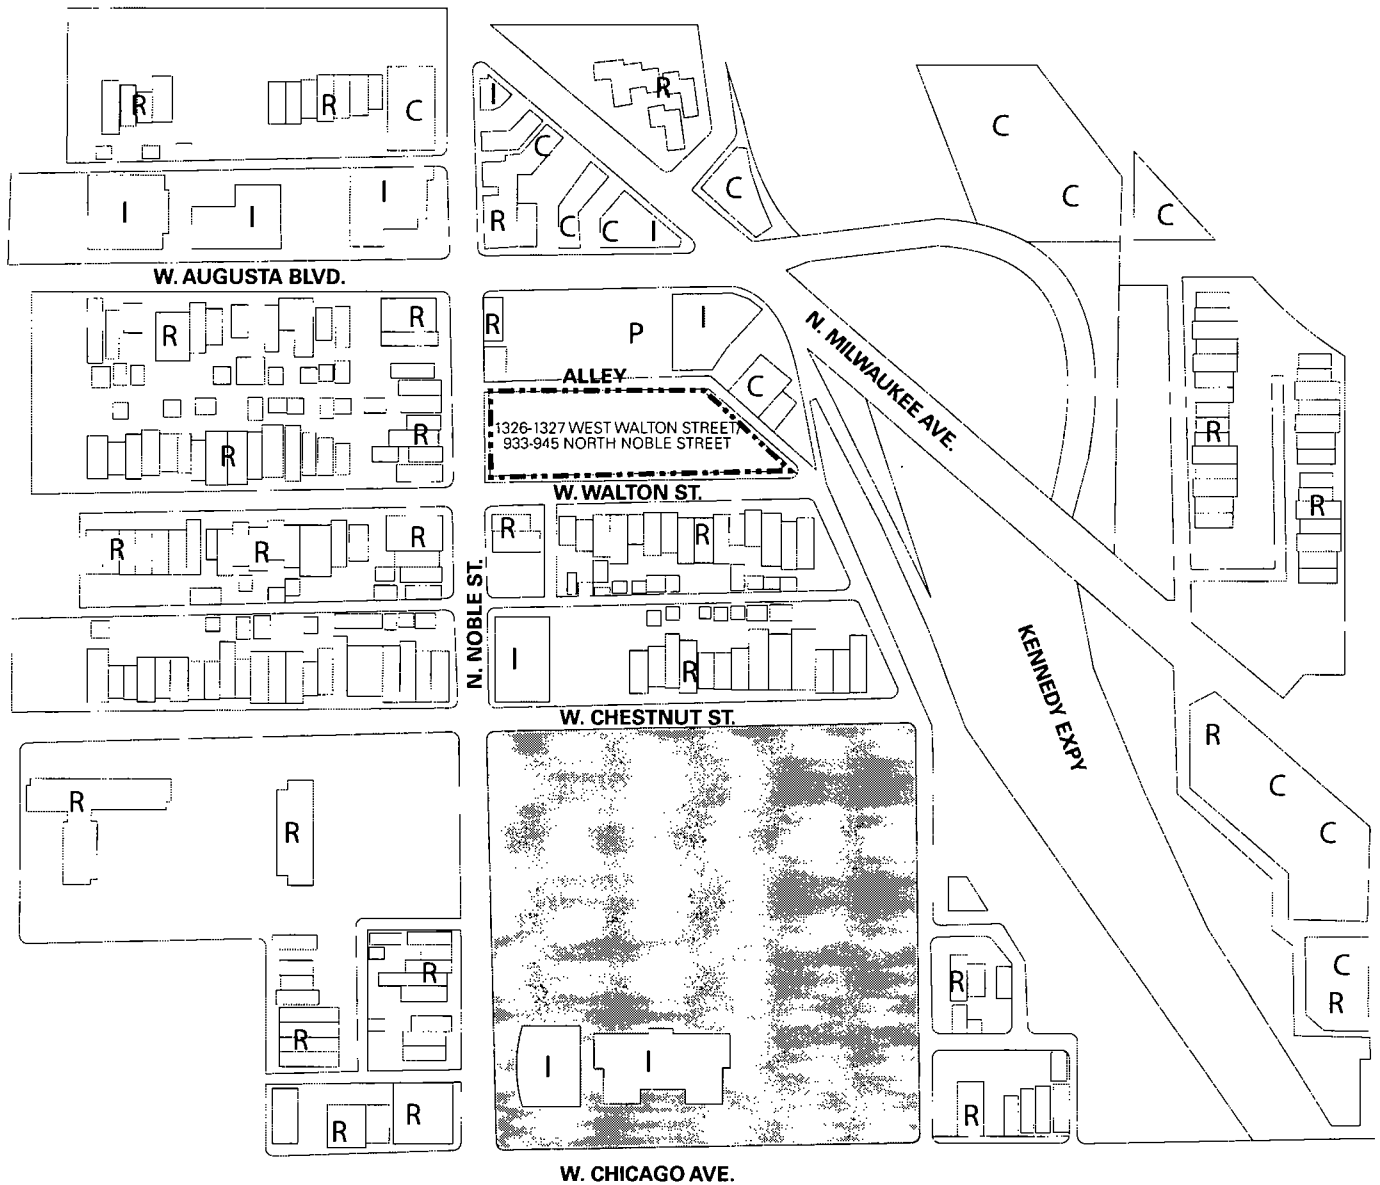 R
R
C
I
R
C
C
C
C
C
I
I
I
R
C
C
I
W. AUGUSTA BLVD.
R
R
R
P
I
N. MILWAUKEE AVE.
ALLEY
C
1326-1327 WEST WALTON STREET/
933-945 NORTH NOBLE STREET
R
R
R
R
W. WALTON ST.
R
R
R
R
R
N. NOBLE ST.
I
R
KENNEDY EXPY
W. CHESTNUT ST.
R
C
R
R
C
R
R
C
R
R
I
I
R
R
R
W. CHICAGO AVE.